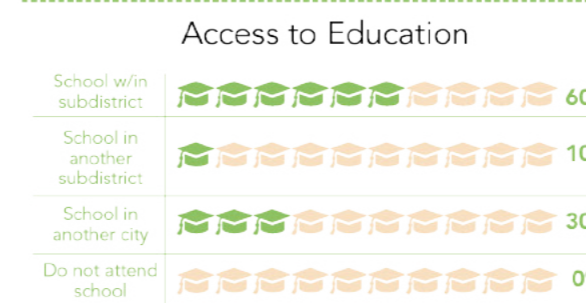 Access to Education
School w/in
subdistrict
60
School in
another
subdistrict
10
School in
another city
30
Do not attend
school
0